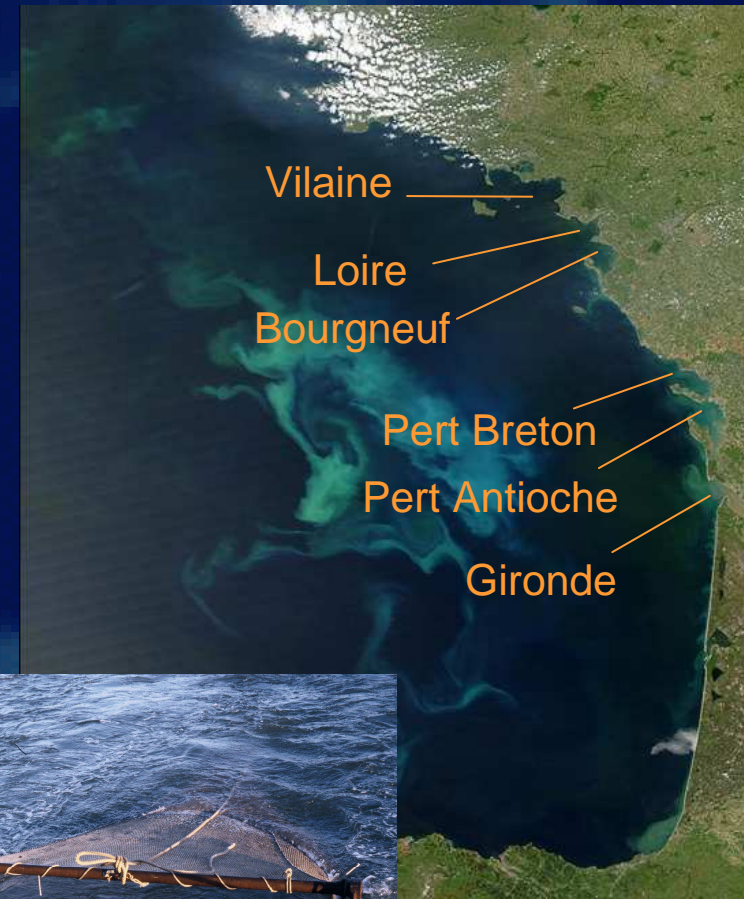 Vilaine
Loire
Bourgneuf
Pert Breton
Pert Antioche
Gironde